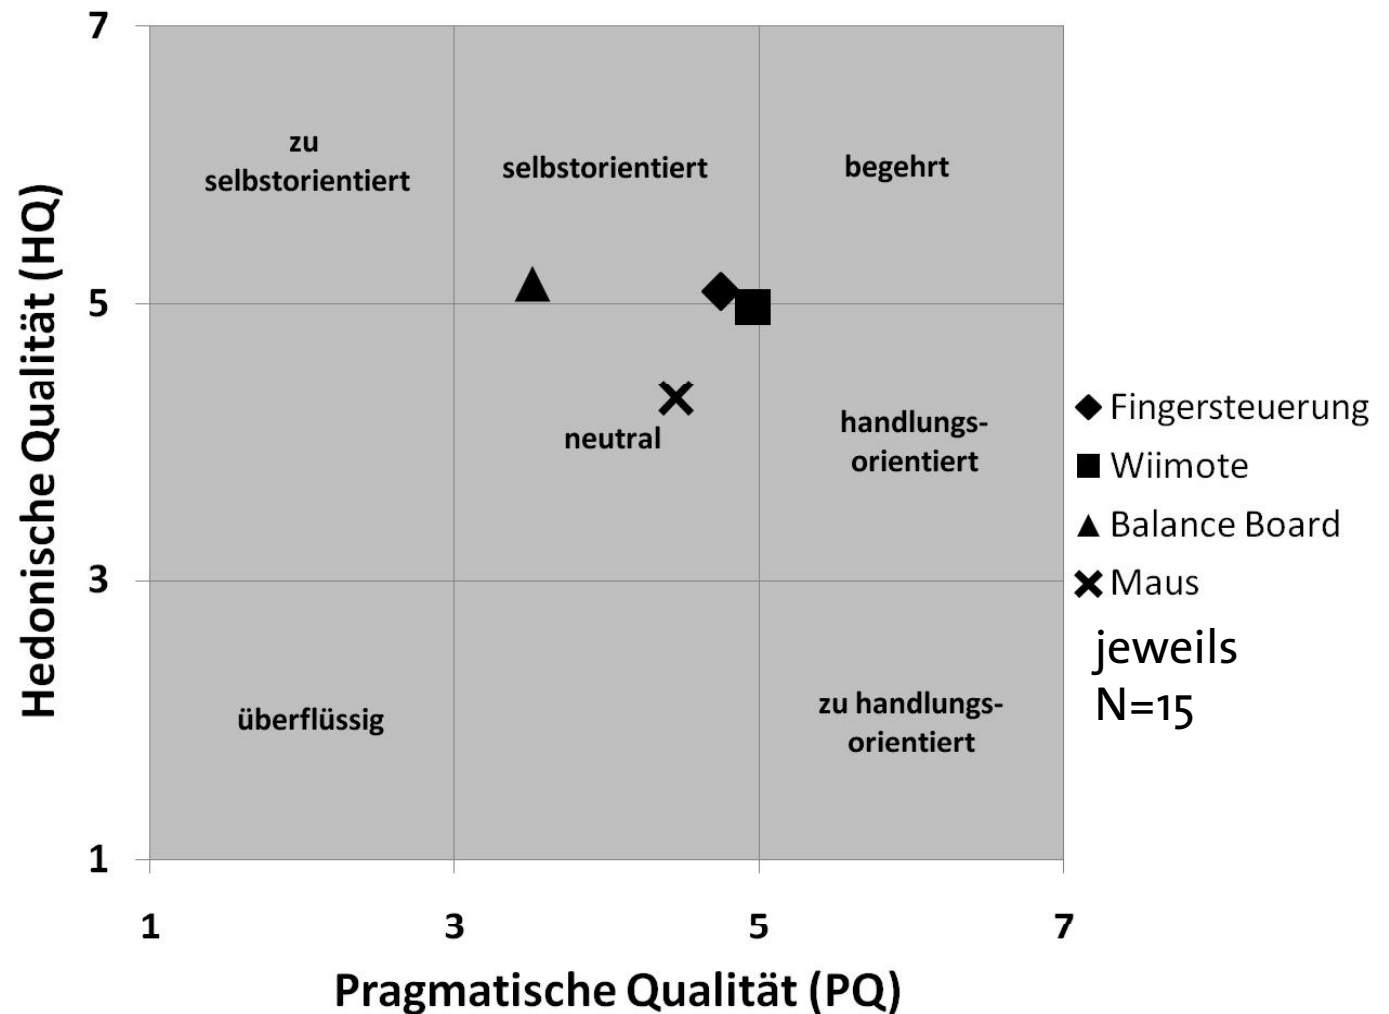 Hedonische Qualität (HQ)
7
5
3
1
zu
selbstorientiert
selbstorientiert
begehrt
neutral
handlungs-
orientiert
überflüssig
zu handlungs-
orientiert
1
3
5
7
Pragmatische Qualität (PQ)
Fingersteuerung
Wiimote
Balance Board
Maus
jeweils
N=15